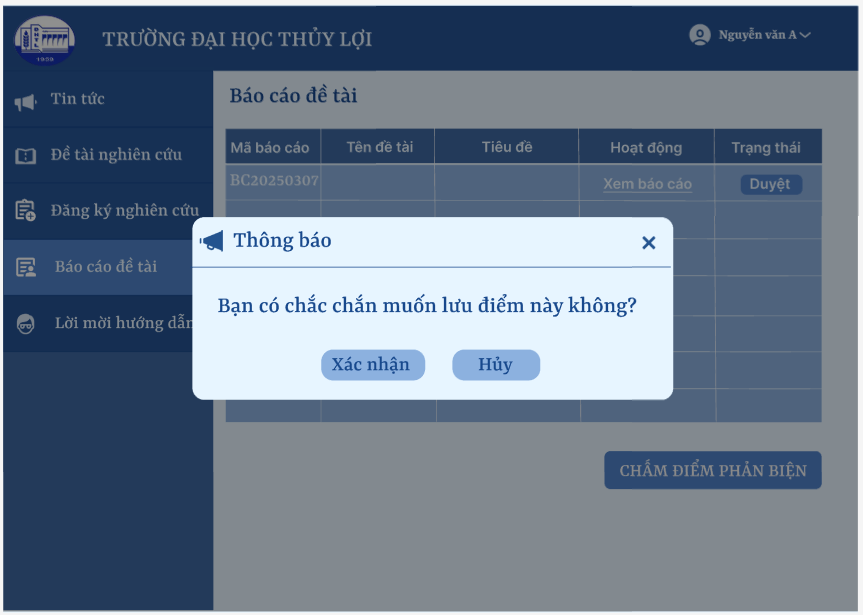 TRƯỜNG ĐẠI HỌC THỦY LỢI
Nguyễn văn A
1959
Tin tức
Đề tài nghiên cứu
Đăng ký nghiên cứu
Báo cáo đề tài
Lời mời hướng dẫn
Báo cáo đề tài
Mã báo cáo Tên đề tài Tiêu đề Hoạt động Trạng thái
BC20250307 Xem báo cáo Duyệt
Thông báo
Bạn có chắc chắn muốn lưu điểm này không?
Xác nhận Hủy
CHẤM ĐIỂM PHẢN BIỆN